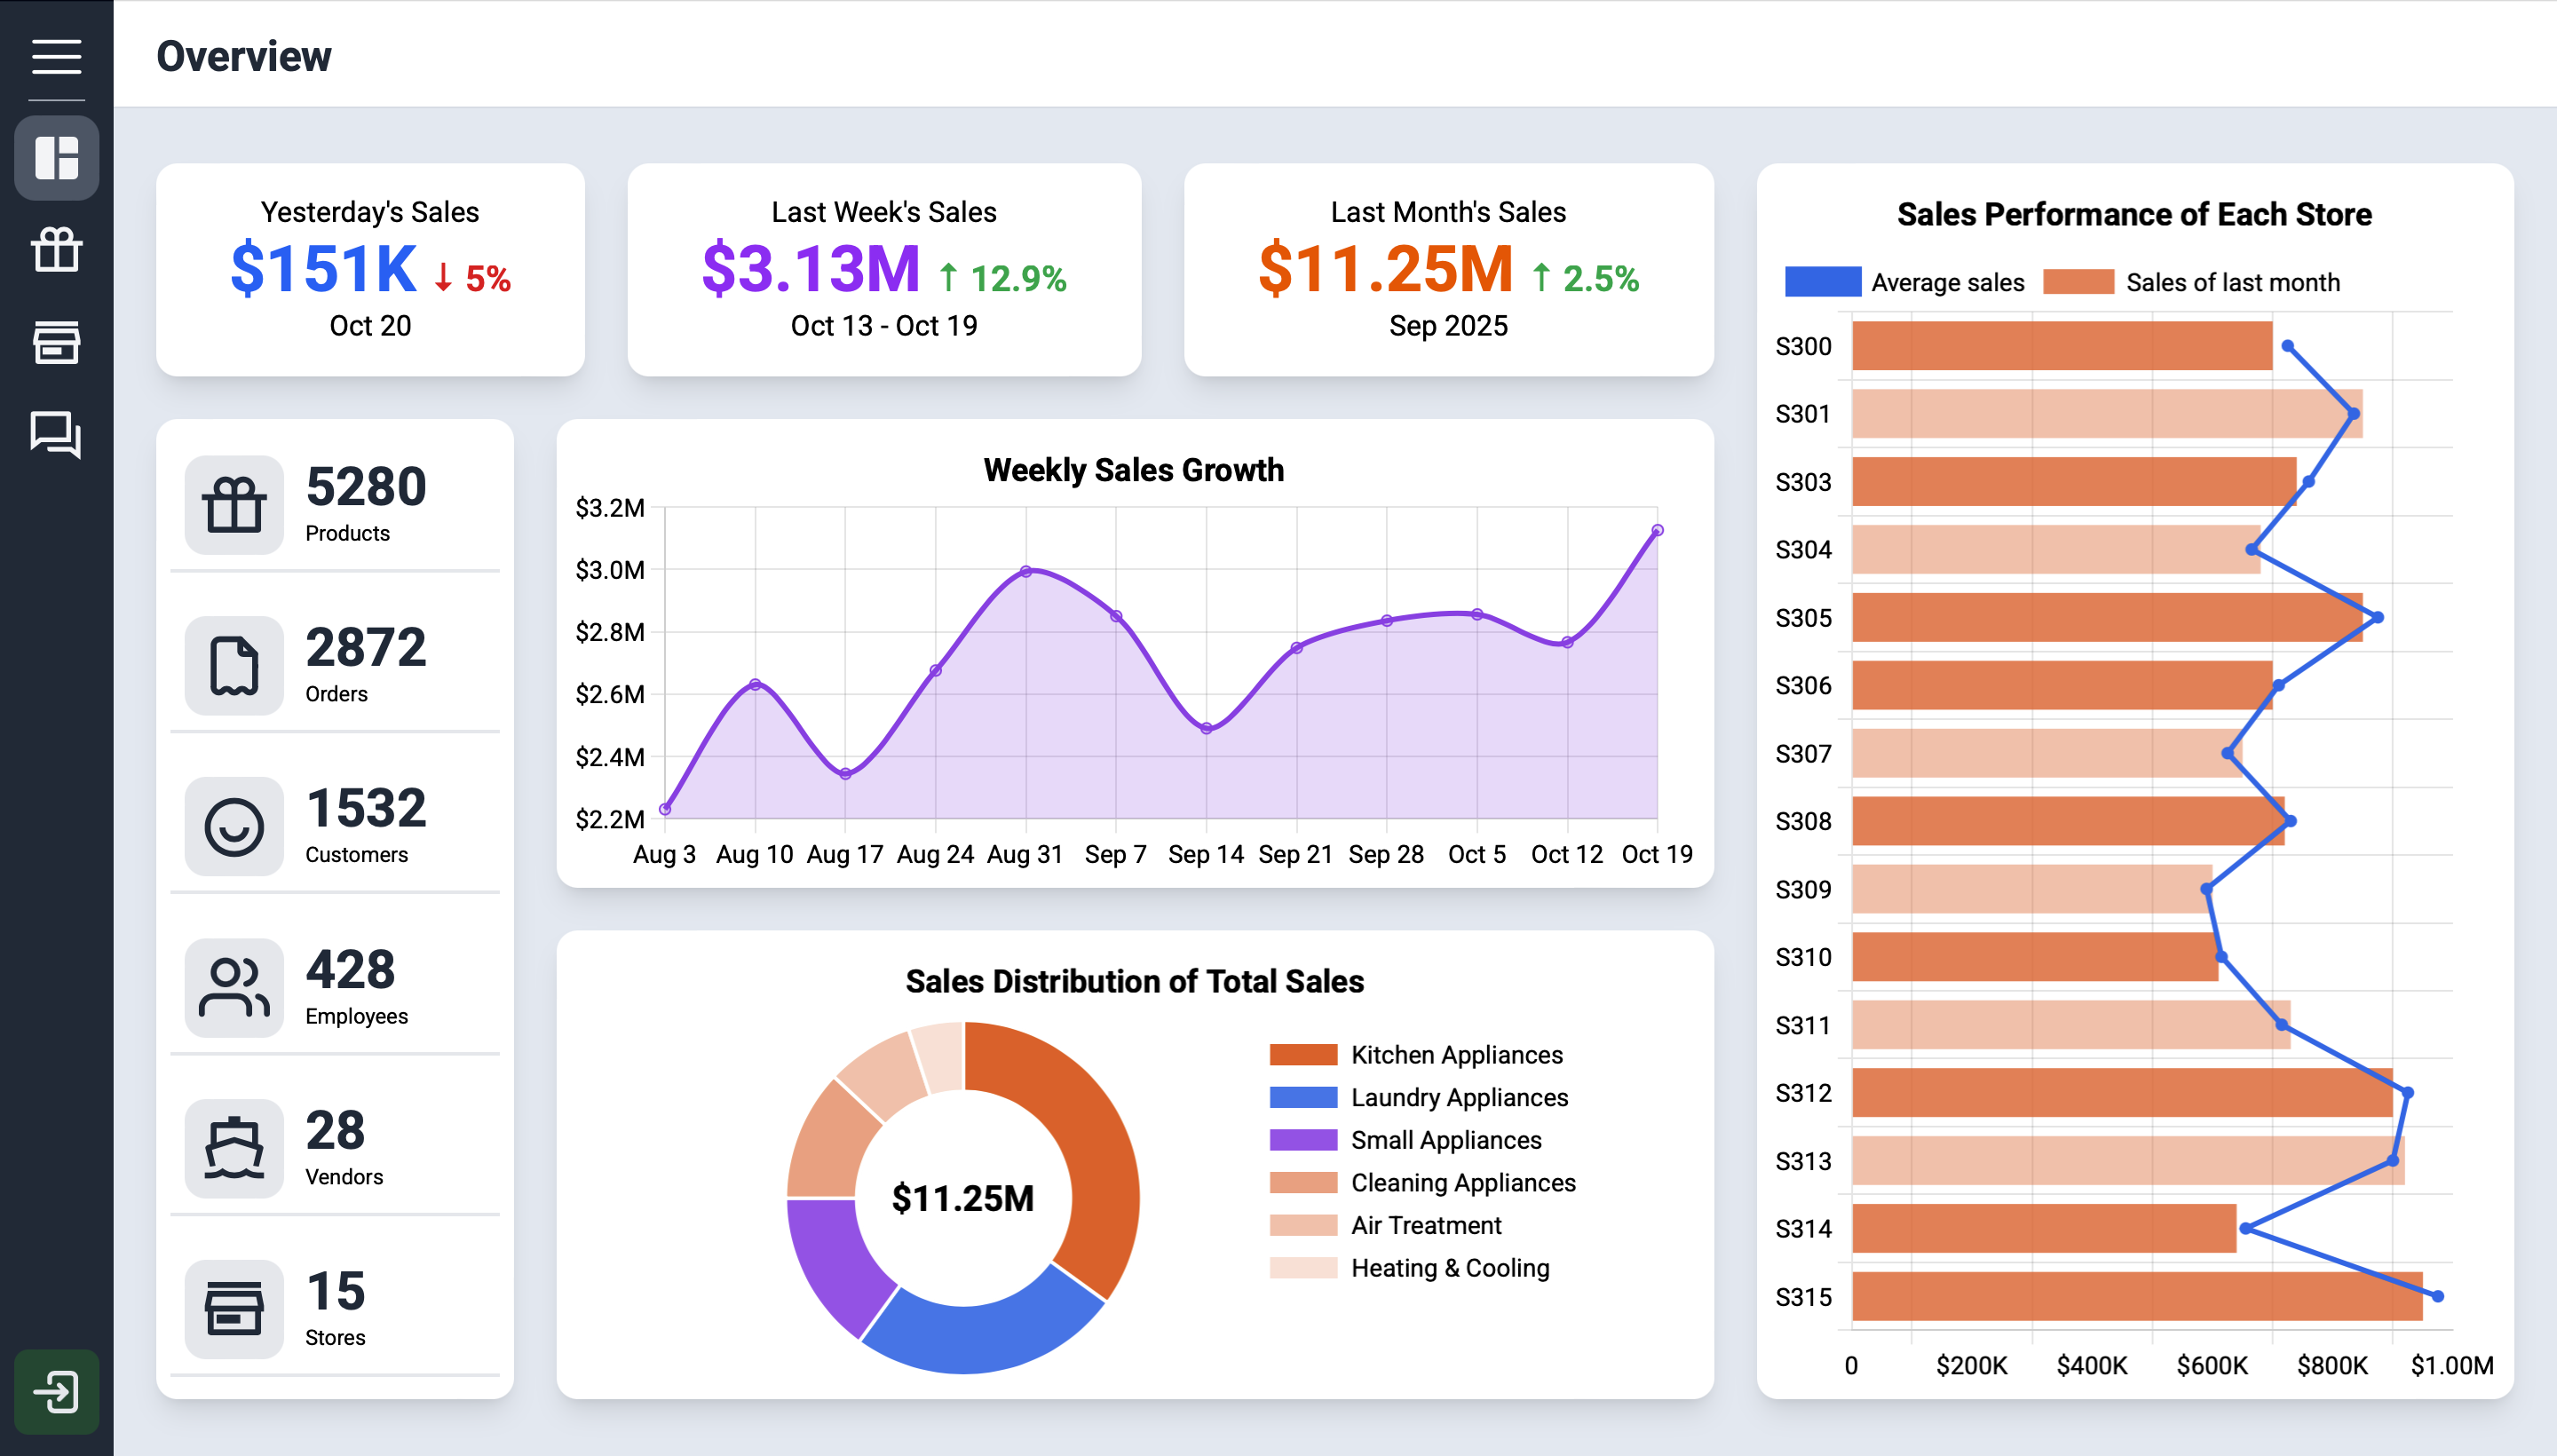 Overview
Yesterday's Sales
$151K ↓ 5%
Oct 20
Last Week's Sales
$3.13M ↑ 12.9%
Oct 13 - Oct 19
Last Month's Sales
$11.25M ↑ 2.5%
Sep 2025
5280
Products
2872
Orders
1532
Customers
428
Employees
28
Vendors
15
Stores
Weekly Sales Growth
$3.2M
$3.0M
$2.8M
$2.6M
$2.4M
$2.2M
Aug 3 Aug 10 Aug 17 Aug 24 Aug 31 Sep 7 Sep 14 Sep 21 Sep 28 Oct 5 Oct 12 Oct 19
Sales Distribution of Total Sales
$11.25M
Kitchen Appliances
Laundry Appliances
Small Appliances
Cleaning Appliances
Air Treatment
Heating & Cooling
Sales Performance of Each Store
Average sales Sales of last month
S300
S301
S303
S304
S305
S306
S307
S308
S309
S310
S311
S312
S313
S314
S315
0 $200K $400K $600K $800K $1.00M